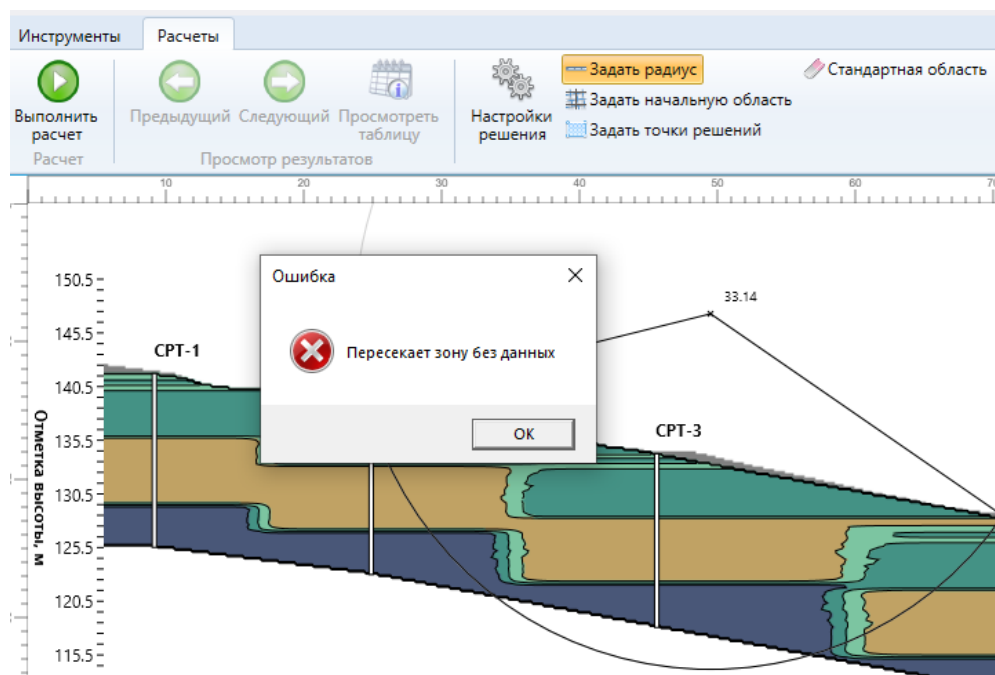 Инструменты
Расчеты
Выполнить
расчет
Расчет
Предыдущий
Следующий
Просмотреть
таблицу
Просмотр результатов
Настройки
решения
Задать радиус
Задать начальную область
Задать точки решений
Стандартная область
10
20
30
40
50
60
150.5
145.5
140.5
135.5
130.5
125.5
120.5
115.5
Отметка высоты, м
CPT-1
33.14
CPT-3
Ошибка
Пересекает зону без данных
ОК